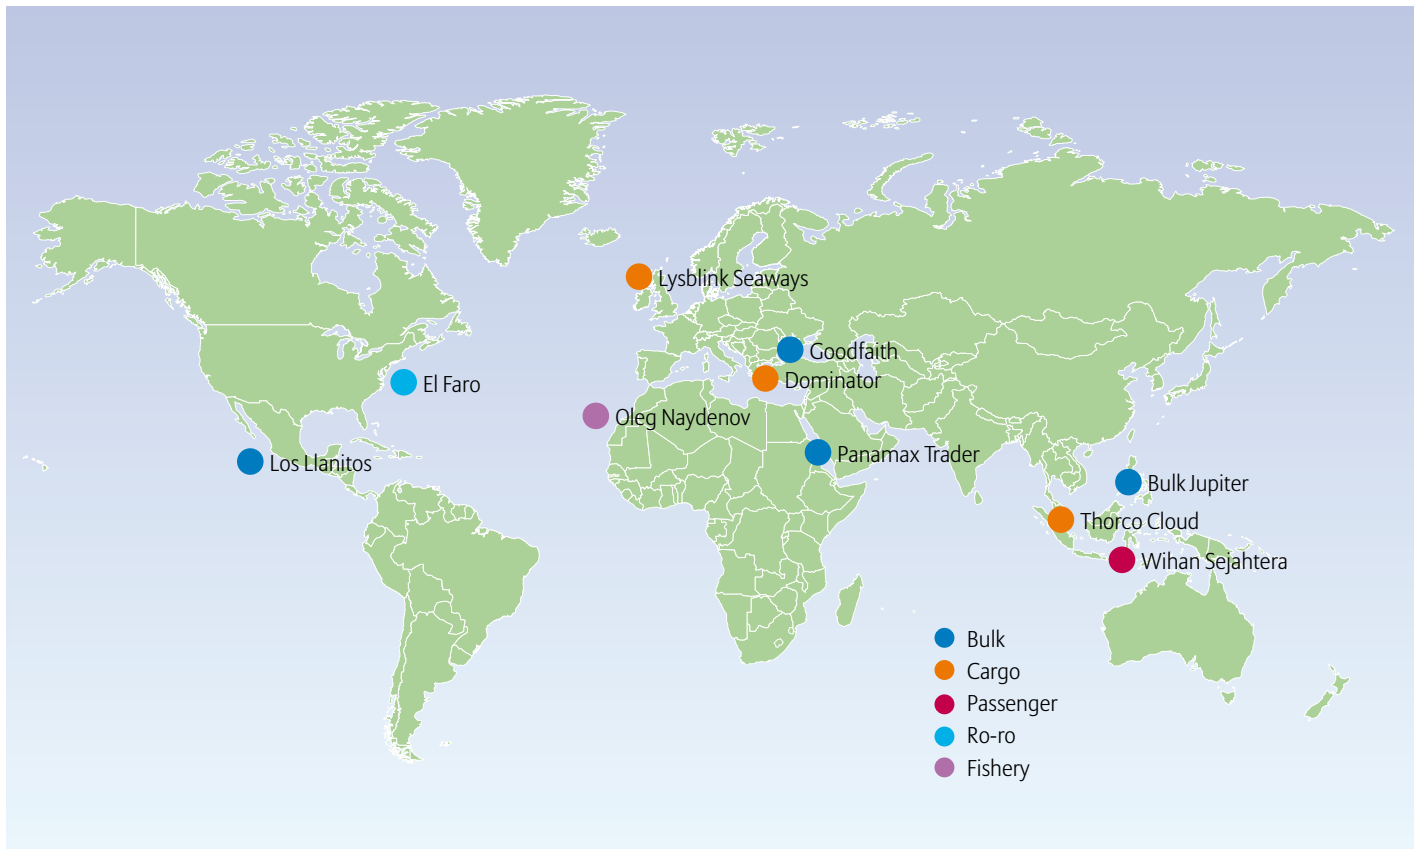 Lysblink Seaways
Goodfaith
Dominator
El Faro
Oleg Naydenov
Panamax Trader
Los Llanitos
Bulk Jupiter
Thorco Cloud
Wihan Sejahtera
Bulk
Cargo
Passenger
Ro-ro
Fishery